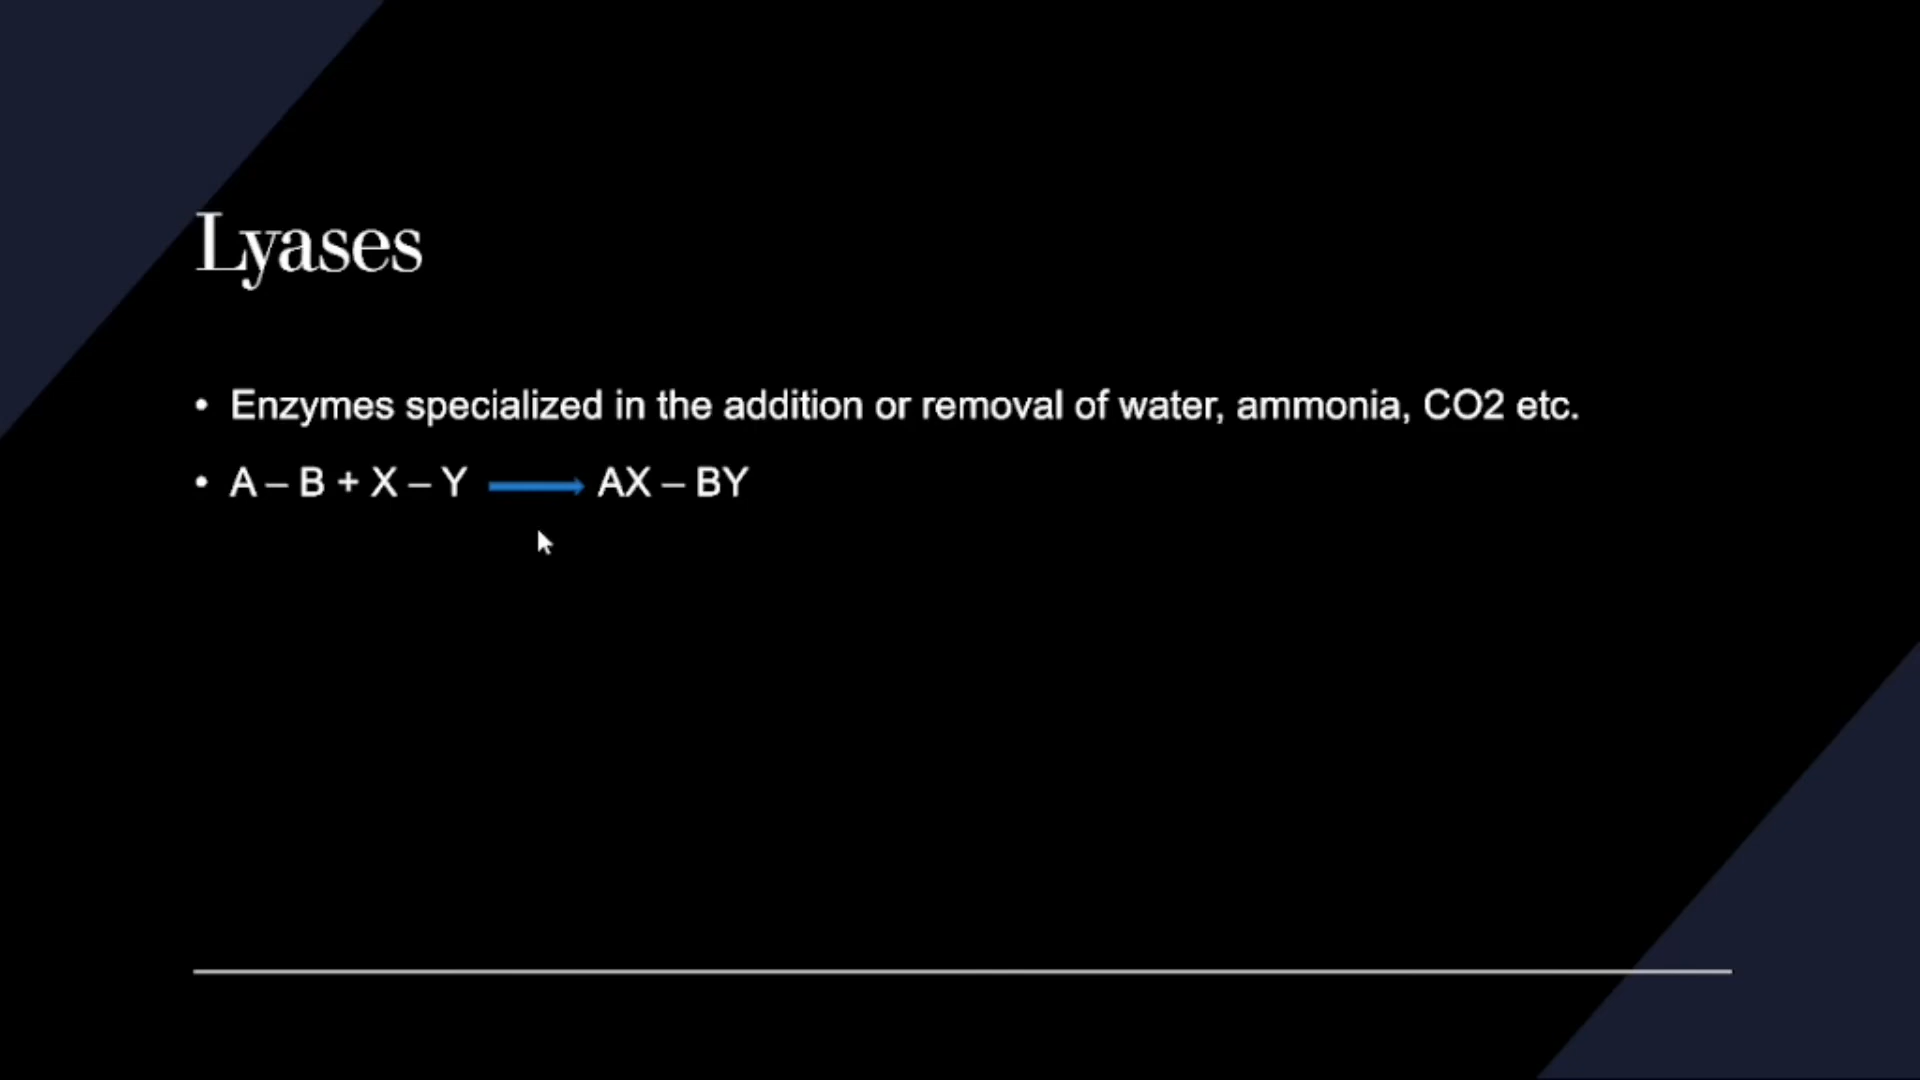 Lyases
• Enzymes specialized in the addition or removal of water, ammonia, CO2 etc.
• A – B + X – Y → AX – BY